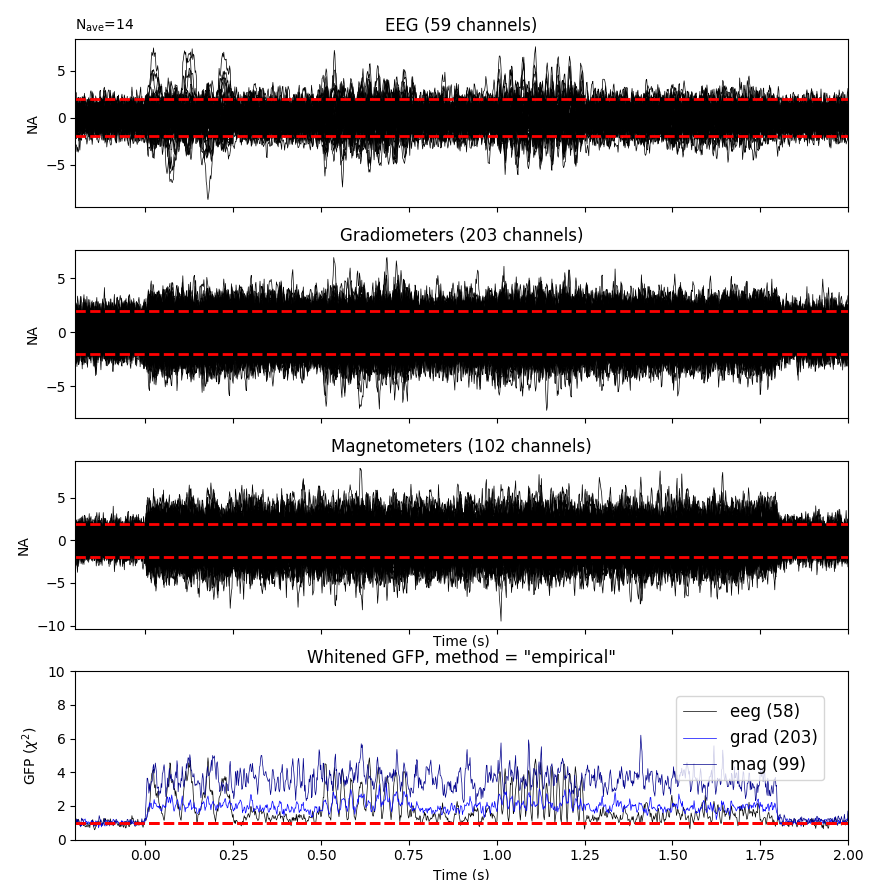 N_ave=14
EEG (59 channels)
5
0
−5
NA
Gradiometers (203 channels)
5
0
−5
NA
Magnetometers (102 channels)
5
0
−5
−10
NA
Time (s)
Whitened GFP, method = "empirical"
10
8
6
4
2
0
GFP (χ²)
eeg (58)
grad (203)
mag (99)
0.00 0.25 0.50 0.75 1.00 1.25 1.50 1.75 2.00
Time (s)